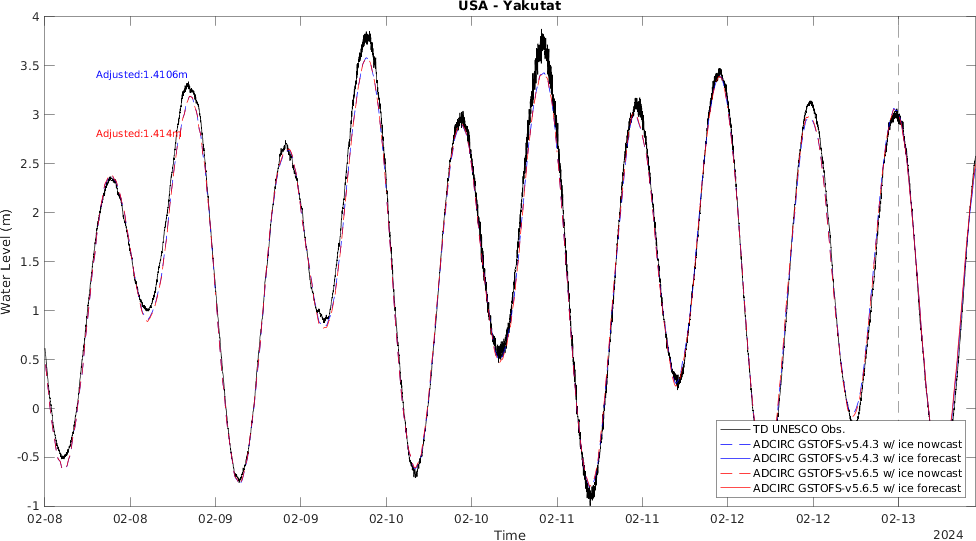 USA - Yakutat
4
3.5
3
2.5
2
1.5
1
0.5
0
-0.5
-1
Water Level (m)
Adjusted:1.4106m
Adjusted:1.414m
TD UNESCO Obs.
ADCIRC GSTOFS-v5.4.3 w/ ice nowcast
ADCIRC GSTOFS-v5.4.3 w/ ice forecast
ADCIRC GSTOFS-v5.6.5 w/ ice nowcast
ADCIRC GSTOFS-v5.6.5 w/ ice forecast
02-08 02-08 02-09 02-09 02-10 02-10 02-11 02-11 02-12 02-12 02-13
Time
2024